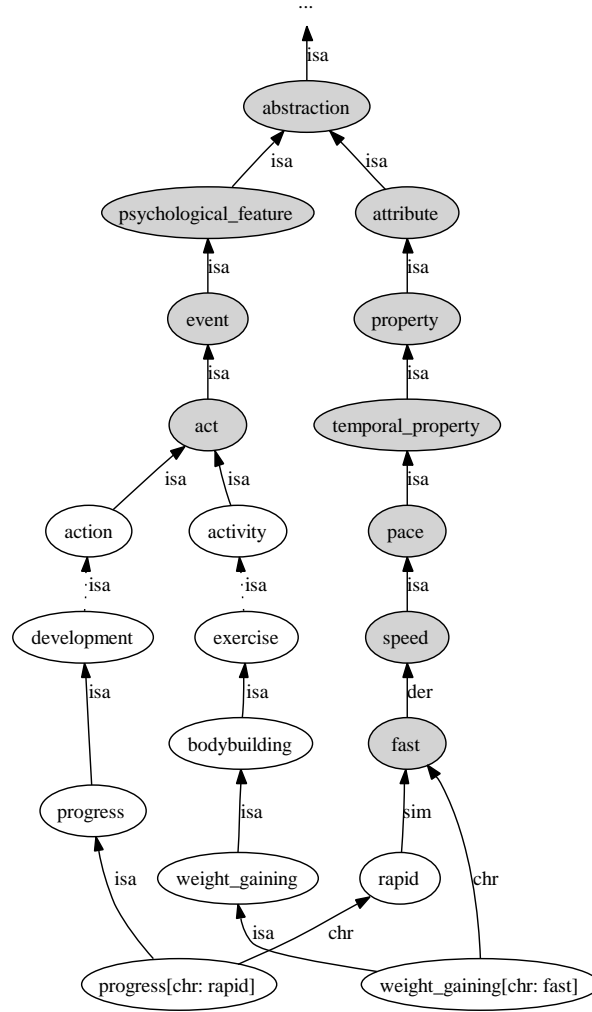 ...
isa
abstraction
isa isa
psychological_feature attribute
isa isa
event property
isa isa
act temporal_property
isa isa isa
action activity pace
isa isa isa
development exercise speed
isa isa der
bodybuilding fast
progress isa sim
weight_gaining rapid
isa isa chr chr
progress[chr: rapid] weight_gaining[chr: fast]